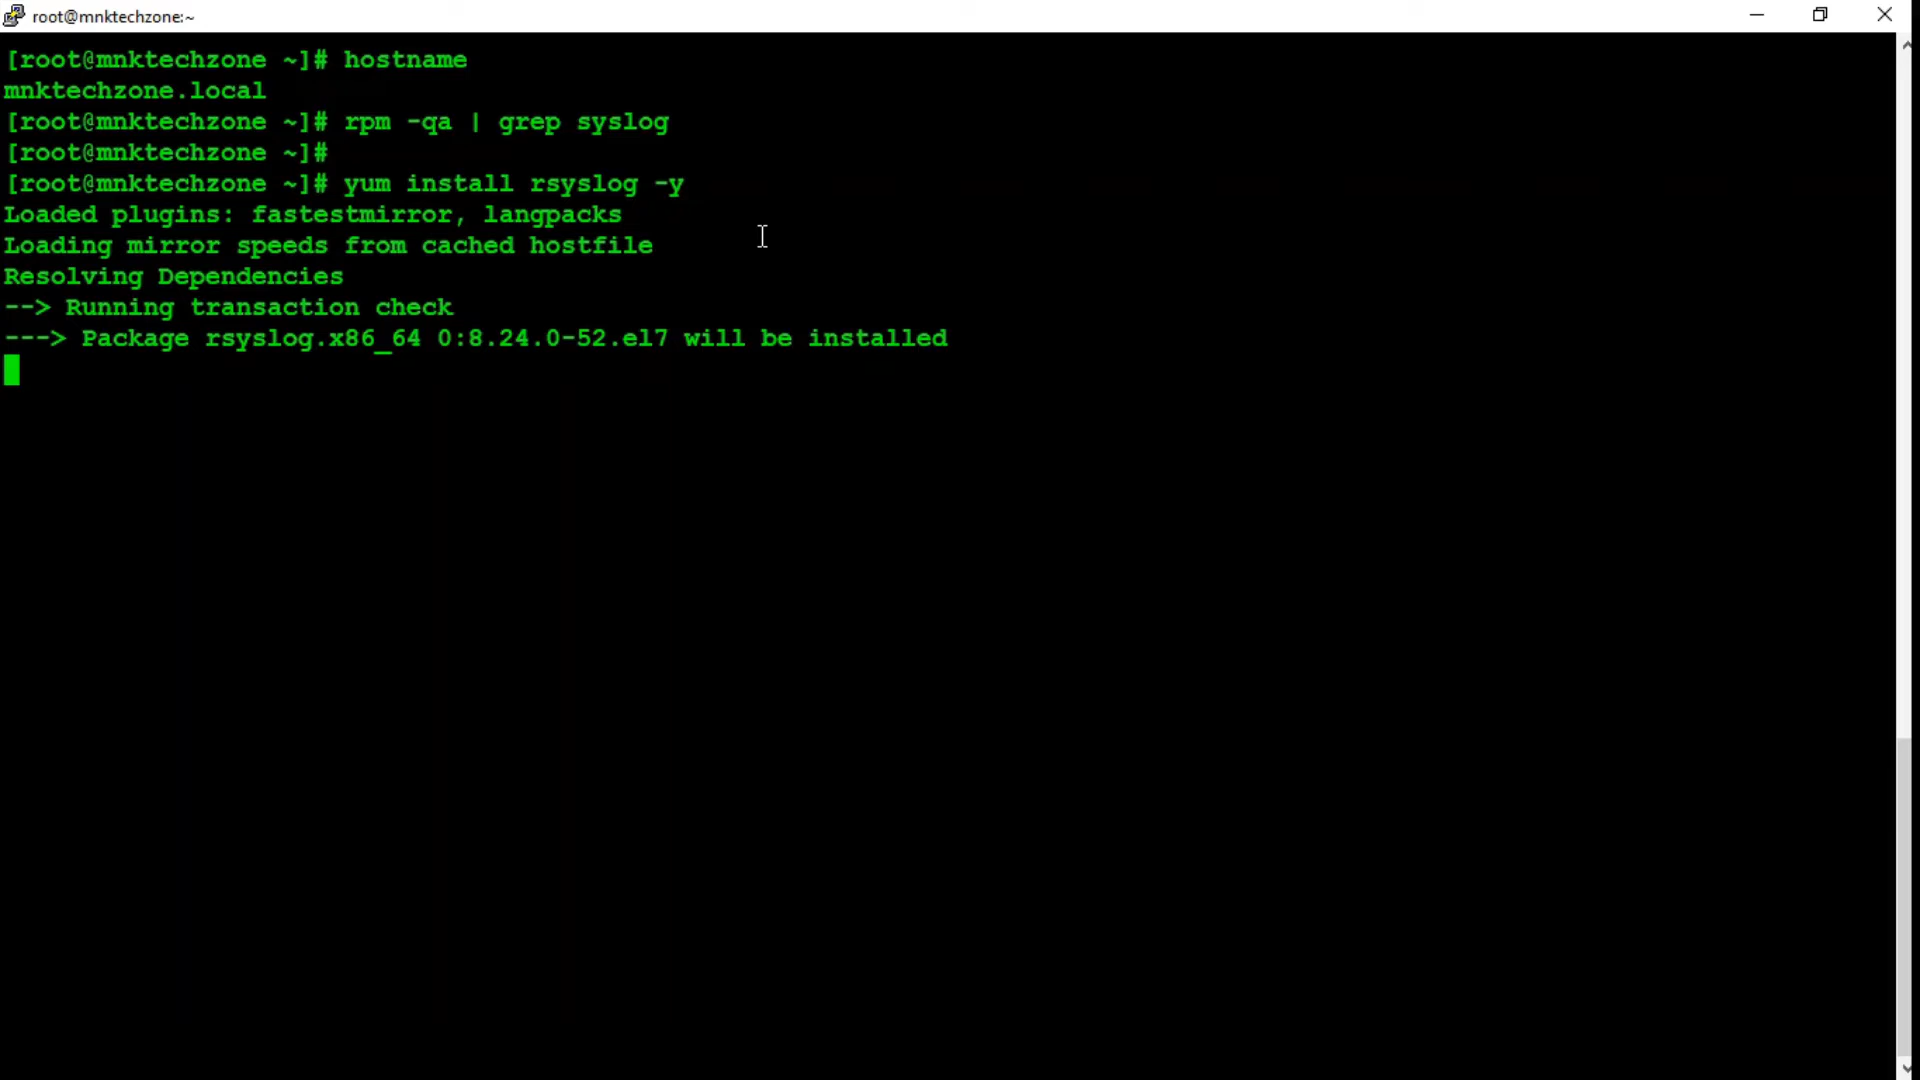 root@mnktechzone:~
[root@mnktechzone ~]# hostname
mnktechzone.local
[root@mnktechzone ~]# rpm -qa | grep syslog
[root@mnktechzone ~]#
[root@mnktechzone ~]# yum install rsyslog -y
Loaded plugins: fastestmirror, langpacks
Loading mirror speeds from cached hostfile
Resolving Dependencies
--> Running transaction check
---> Package rsyslog.x86_64 0:8.24.0-52.el7 will be installed